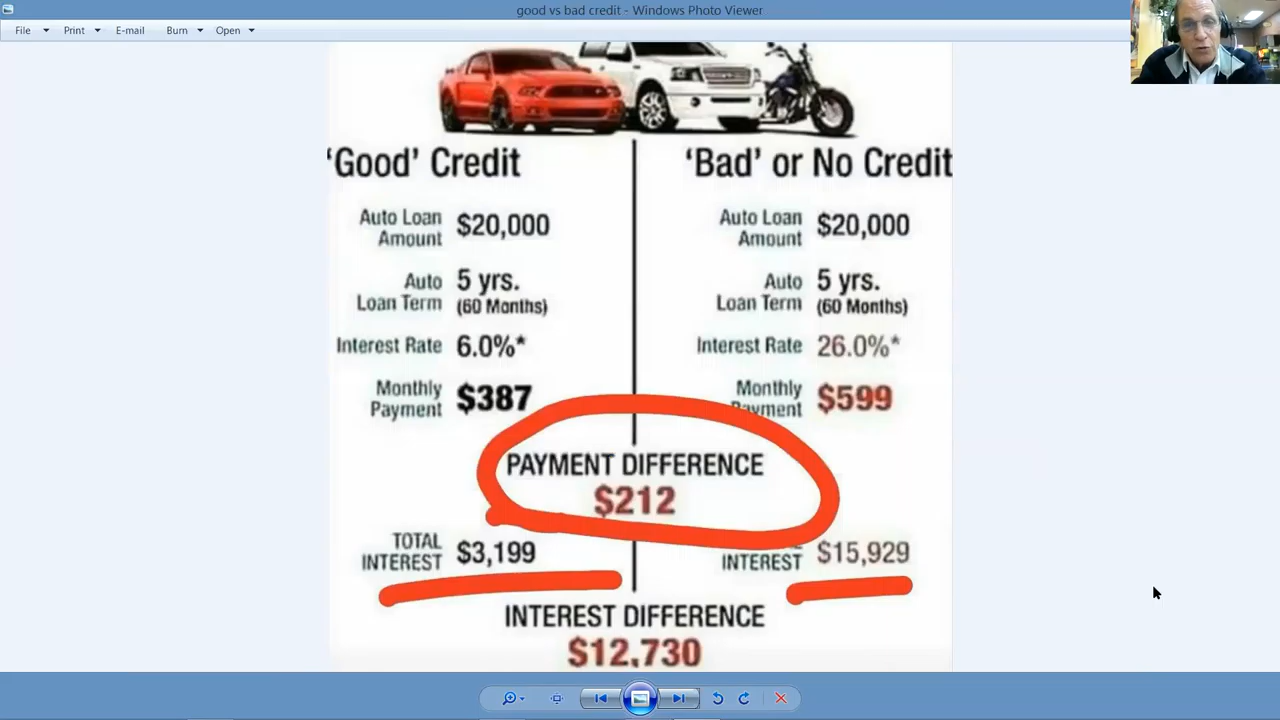 good vs bad credit - Windows Photo Viewer
File Print E-mail Burn Open
'Good' Credit
Auto Loan Amount $20,000
Auto Loan Term 5 yrs. (60 Months)
Interest Rate 6.0%*
Monthly Payment $387
'Bad' or No Credit
Auto Loan Amount $20,000
Auto Loan Term 5 yrs. (60 Months)
Interest Rate 26.0%*
Monthly Payment $599
PAYMENT DIFFERENCE
$212
TOTAL INTEREST $3,199
INTEREST $15,929
INTEREST DIFFERENCE
$12,730